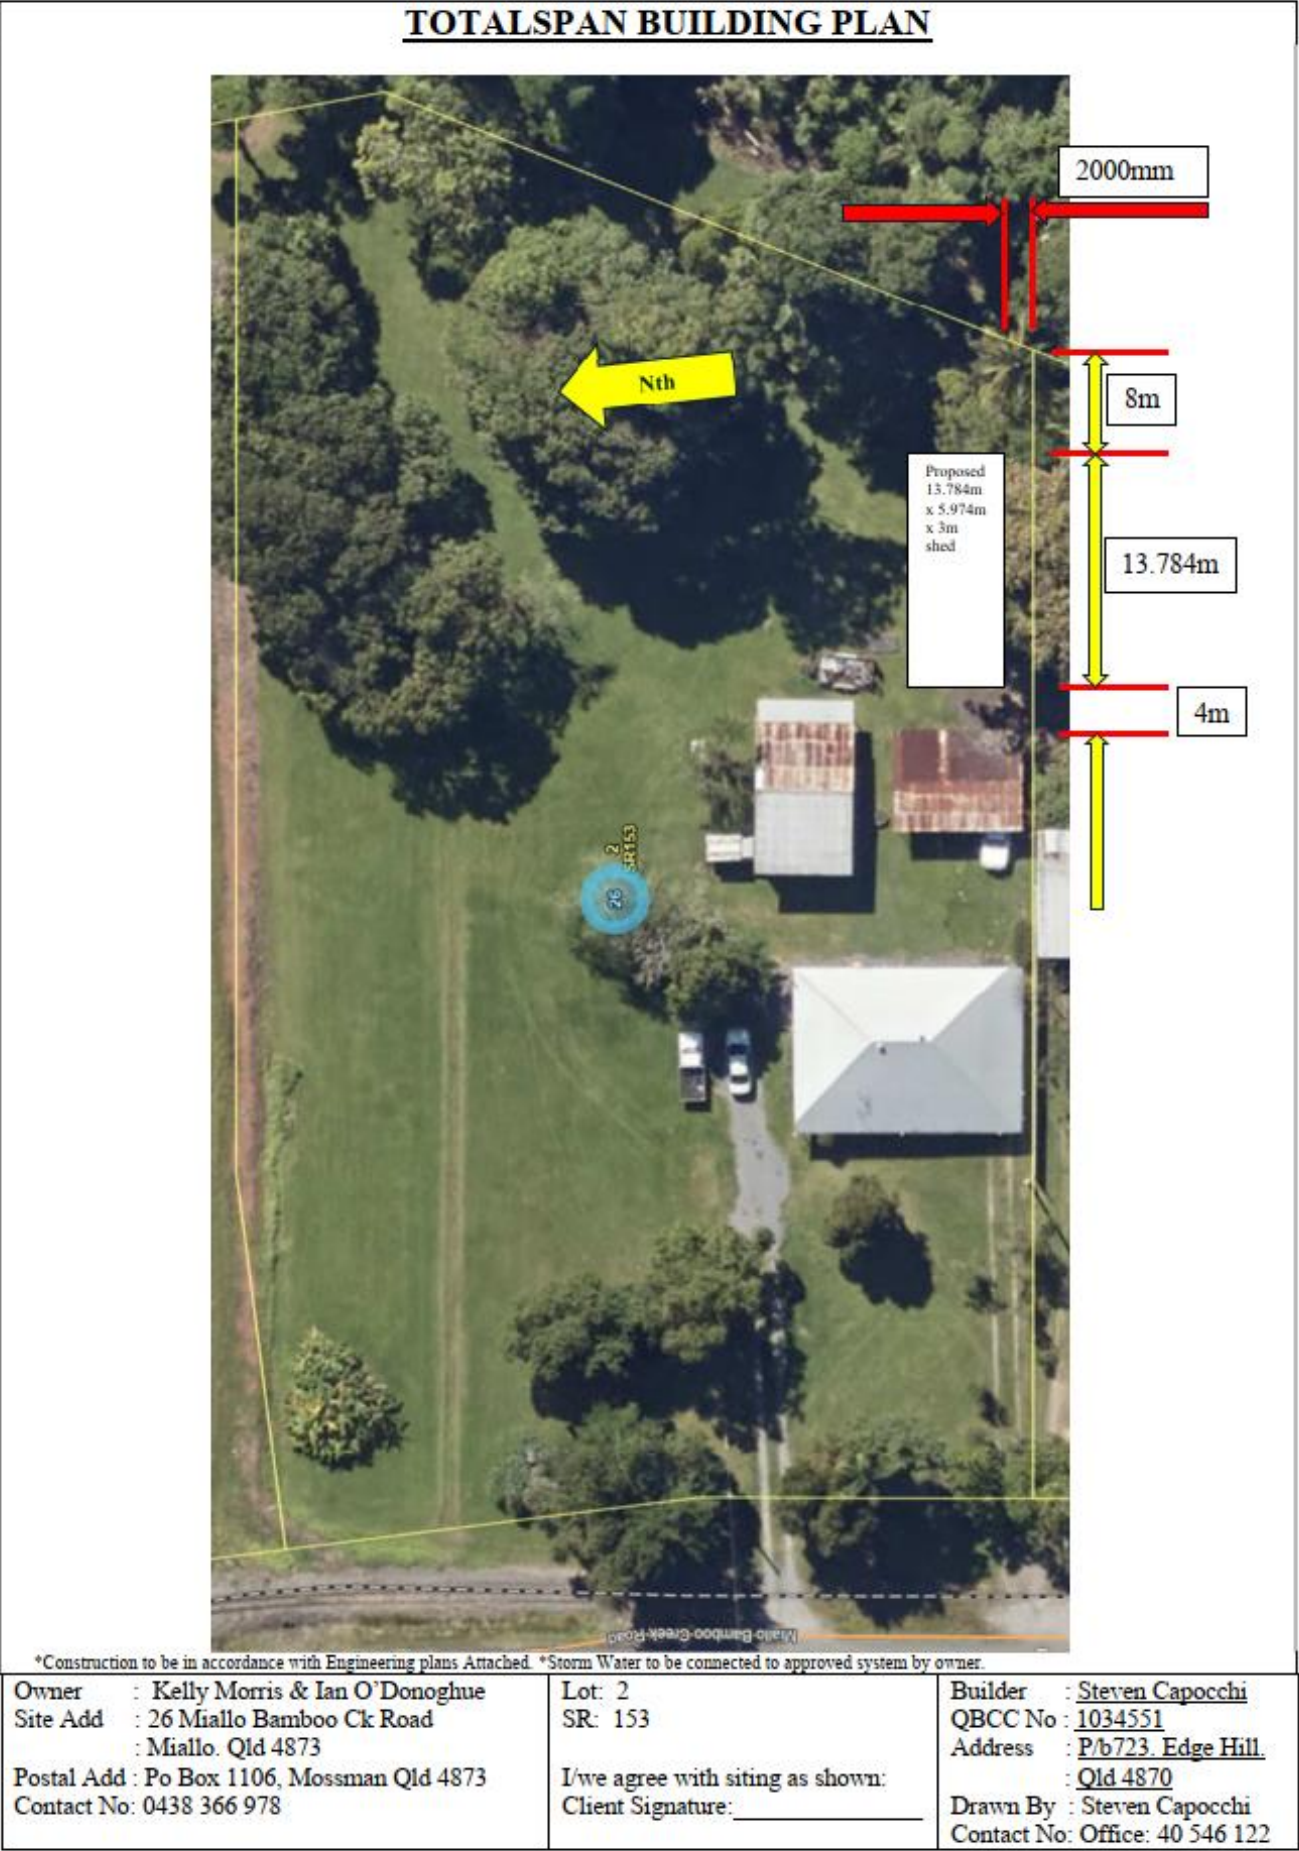 TOTALSPAN BUILDING PLAN
2000mm
Nth
8m
Proposed
13.784m
x 5.974m
x 3m
shed
13.784m
4m
2
SR153
26
Miallo Bamboo Creek Road
*Construction to be in accordance with Engineering plans Attached. *Storm Water to be connected to approved system by owner.
Owner : Kelly Morris & Ian O'Donoghue
Site Add : 26 Miallo Bamboo Ck Road
: Miallo. Qld 4873
Postal Add : Po Box 1106, Mossman Qld 4873
Contact No: 0438 366 978
Lot: 2
SR: 153
I/we agree with siting as shown:
Client Signature:
Builder : Steven Capocchi
QBCC No : 1034551
Address : P/b723. Edge Hill.
: Qld 4870
Drawn By : Steven Capocchi
Contact No: Office: 40 546 122